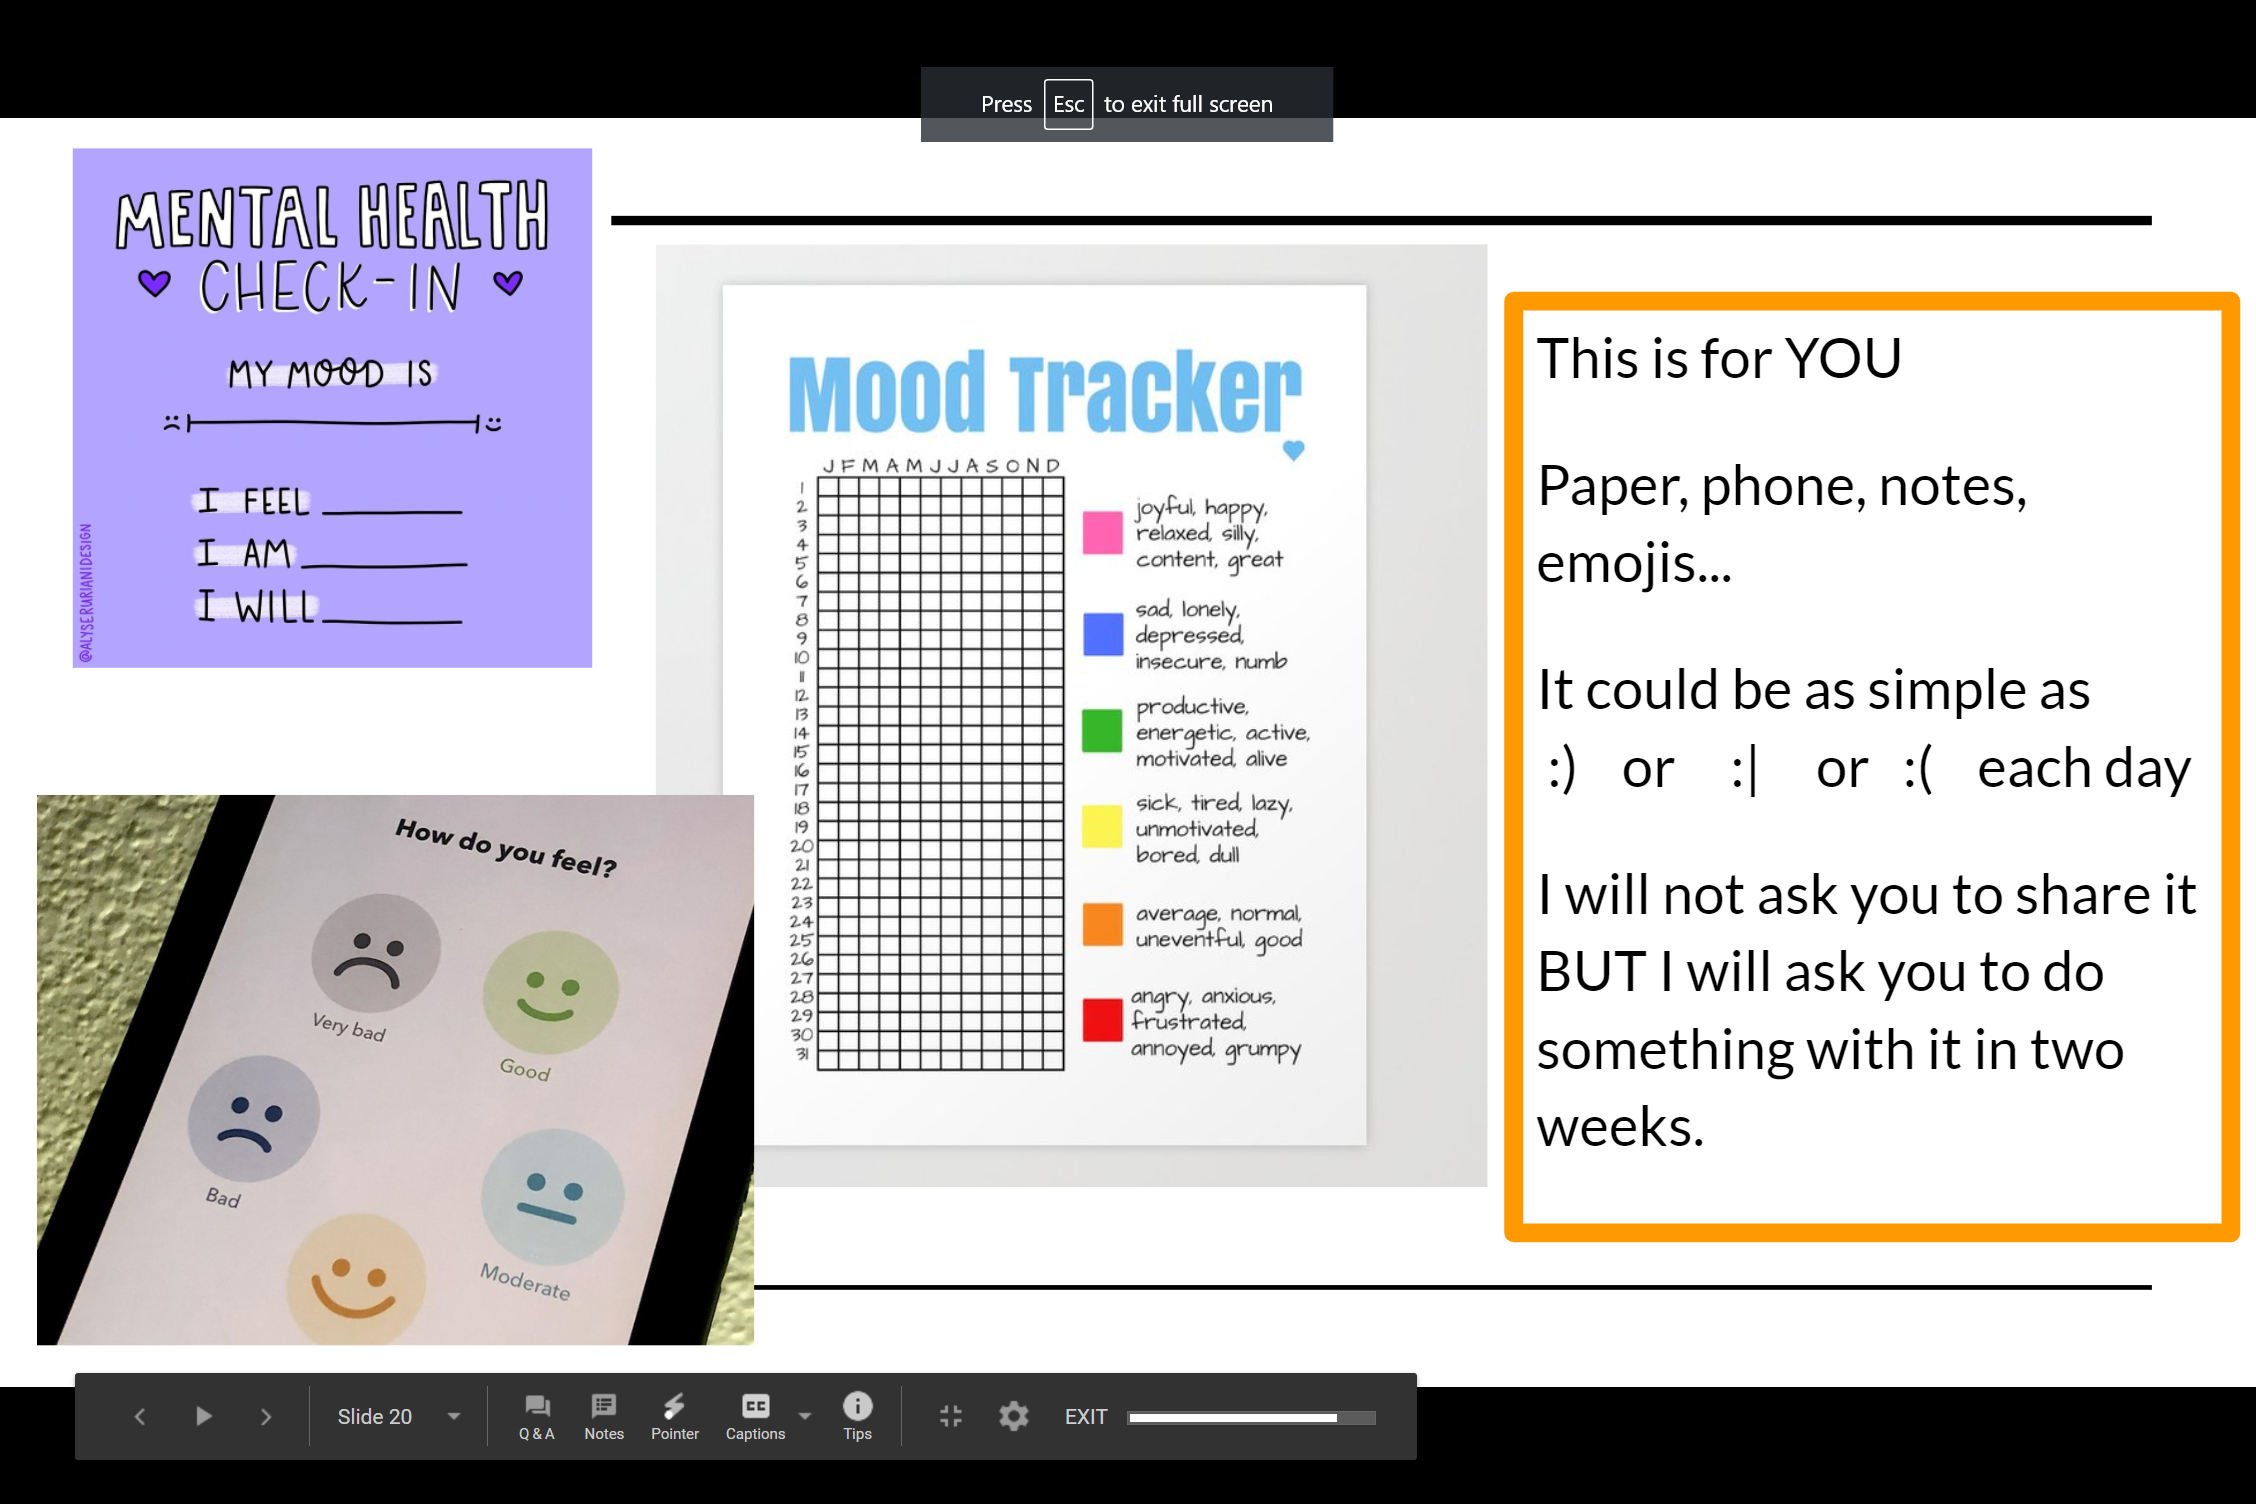 Press Esc to exit full screen
MENTAL HEALTH
CHECK-IN
MY MOOD IS
I FEEL
I AM
I WILL
@ALYSERURIANIDESIGN
Mood Tracker
J F M A M J J A S O N D
1
2
3
4
5
6
7
8
9
10
11
12
13
14
15
16
17
18
19
20
21
22
23
24
25
26
27
28
29
30
31
joyful, happy,
relaxed, silly,
content, great
sad, lonely,
depressed,
insecure, numb
productive,
energetic, active,
motivated, alive
sick, tired, lazy,
unmotivated,
bored, dull
average, normal,
uneventful, good
angry, anxious,
frustrated,
annoyed, grumpy
How do you feel?
Very bad
Good
Bad
Moderate
This is for YOU
Paper, phone, notes,
emojis...
It could be as simple as
:) or :| or :( each day
I will not ask you to share it
BUT I will ask you to do
something with it in two
weeks.
Slide 20
Q & A
Notes
Pointer
CC
Captions
Tips
EXIT